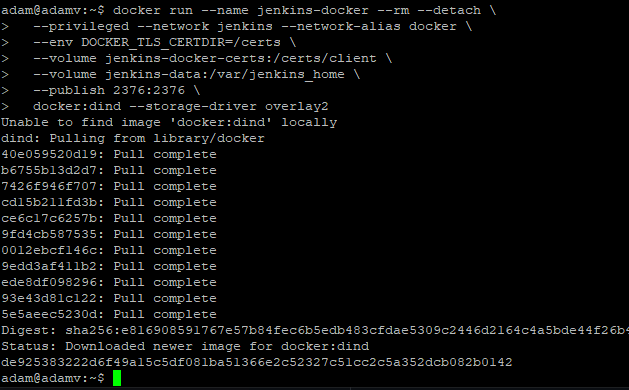 adam@adamv:~$ docker run --name jenkins-docker --rm --detach \
>   --privileged --network jenkins --network-alias docker \
>   --env DOCKER_TLS_CERTDIR=/certs \
>   --volume jenkins-docker-certs:/certs/client \
>   --volume jenkins-data:/var/jenkins_home \
>   --publish 2376:2376 \
>   docker:dind --storage-driver overlay2
Unable to find image 'docker:dind' locally
dind: Pulling from library/docker
40e059520d19: Pull complete
b6755b13d2d7: Pull complete
7426f946f707: Pull complete
cd15b211fd3b: Pull complete
ce6c17c6257b: Pull complete
9fd4cb587535: Pull complete
0012ebcf146c: Pull complete
9edd3af411b2: Pull complete
ede8df098296: Pull complete
93e43d81c122: Pull complete
5e5aeec5230d: Pull complete
Digest: sha256:e816908591767e57b84fec6b5edb483cfdae5309c2446d2164c4a5bde44f26b4
Status: Downloaded newer image for docker:dind
de925383222d6f49a15c5df081ba51366e2c52327c51cc2c5a352dcb082b0142
adam@adamv:~$